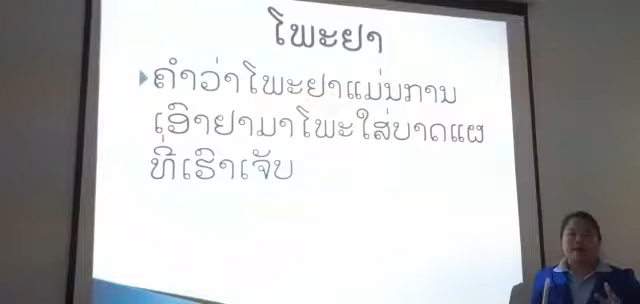 ໂພະຢາ
ຄຳວ່າໂພະຢາແມ່ນການ
ເອົາຢາມາໂພະໃສ່ບາດແຜ
ທີ່ເຮົາເຈັບ